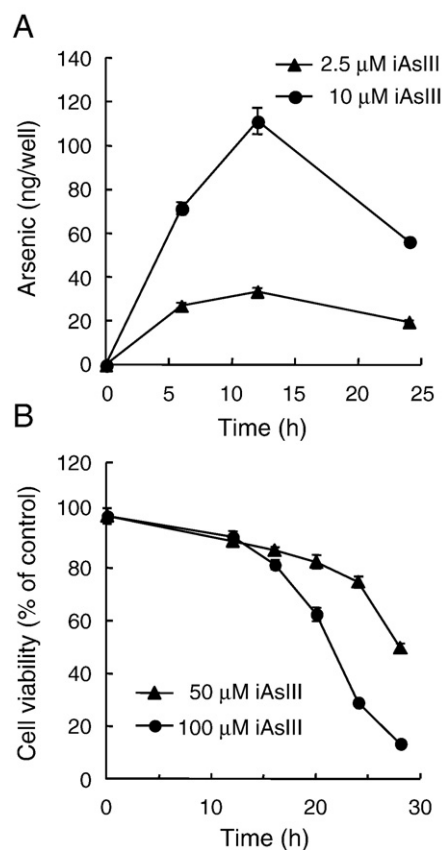 A
2.5 μM iAsIII
10 μM iAsIII
140
120
100
80
60
40
20
0
Arsenic (ng/well)
0 5 10 15 20 25
Time (h)
B
120
100
80
60
40
20
0
Cell viability (% of control)
50 μM iAsIII
100 μM iAsIII
0 10 20 30
Time (h)